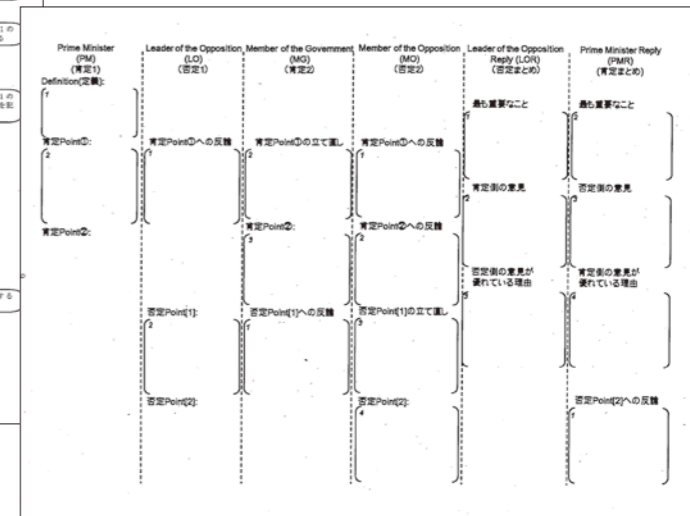 Prime Minister
(PM)
(肯定1)
Definition(定義):
1
肯定Point①:
2
肯定Point②:
Leader of the Opposition
(LO)
(否定1)
肯定Point①への反論
1
否定Point[1]:
2
否定Point[2]:
Member of the Government
(MG)
(肯定2)
肯定Point①の立て直し
2
肯定Point②:
3
否定Point[1]への反論
1
Member of the Opposition
(MO)
(否定2)
肯定Point①への反論
1
肯定Point②への反論
2
否定Point[1]の立て直し
3
否定Point[2]:
4
Leader of the Opposition
Reply (LOR)
(否定まとめ)
最も重要なこと
1
肯定側の意見
2
否定側の意見が
優れている理由
3
Prime Minister Reply
(PMR)
(肯定まとめ)
最も重要なこと
2
否定側の意見
3
肯定側の意見が
優れている理由
4
否定Point[2]への反論
1
1の
る
1の
を記
する